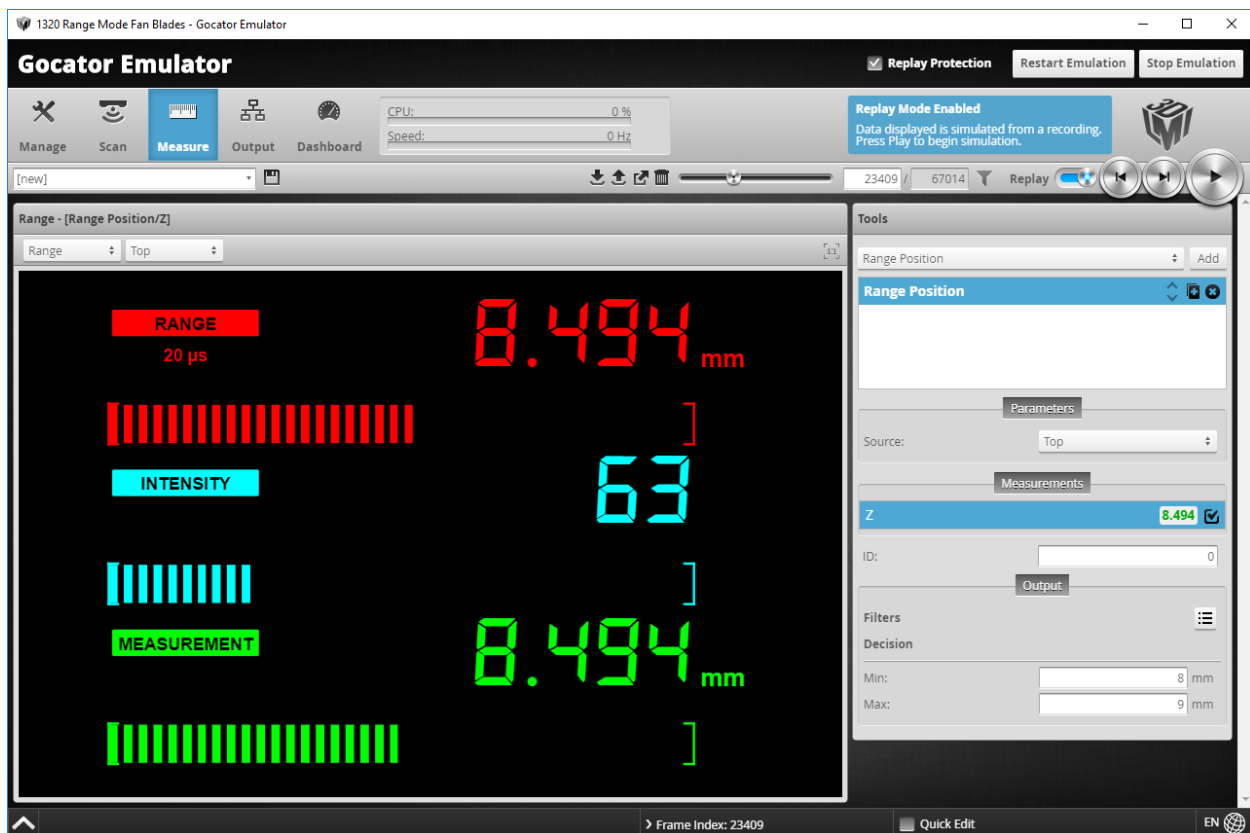 1320 Range Mode Fan Blades - Gocator Emulator
Gocator Emulator
Replay Protection
Restart Emulation
Stop Emulation
Manage
Scan
Measure
Output
Dashboard
CPU: 0 %
Speed: 0 Hz
Replay Mode Enabled
Data displayed is simulated from a recording.
Press Play to begin simulation.
[new]
23409 / 67014
Replay
Range - [Range Position/Z]
Range
Top
1:1
RANGE
8.494 mm
20 µs
INTENSITY
63
MEASUREMENT
8.494 mm
Tools
Range Position
Add
Range Position
Parameters
Source: Top
Measurements
Z 8.494
ID: 0
Output
Filters
Decision
Min: 8 mm
Max: 9 mm
Frame Index: 23409
Quick Edit
EN